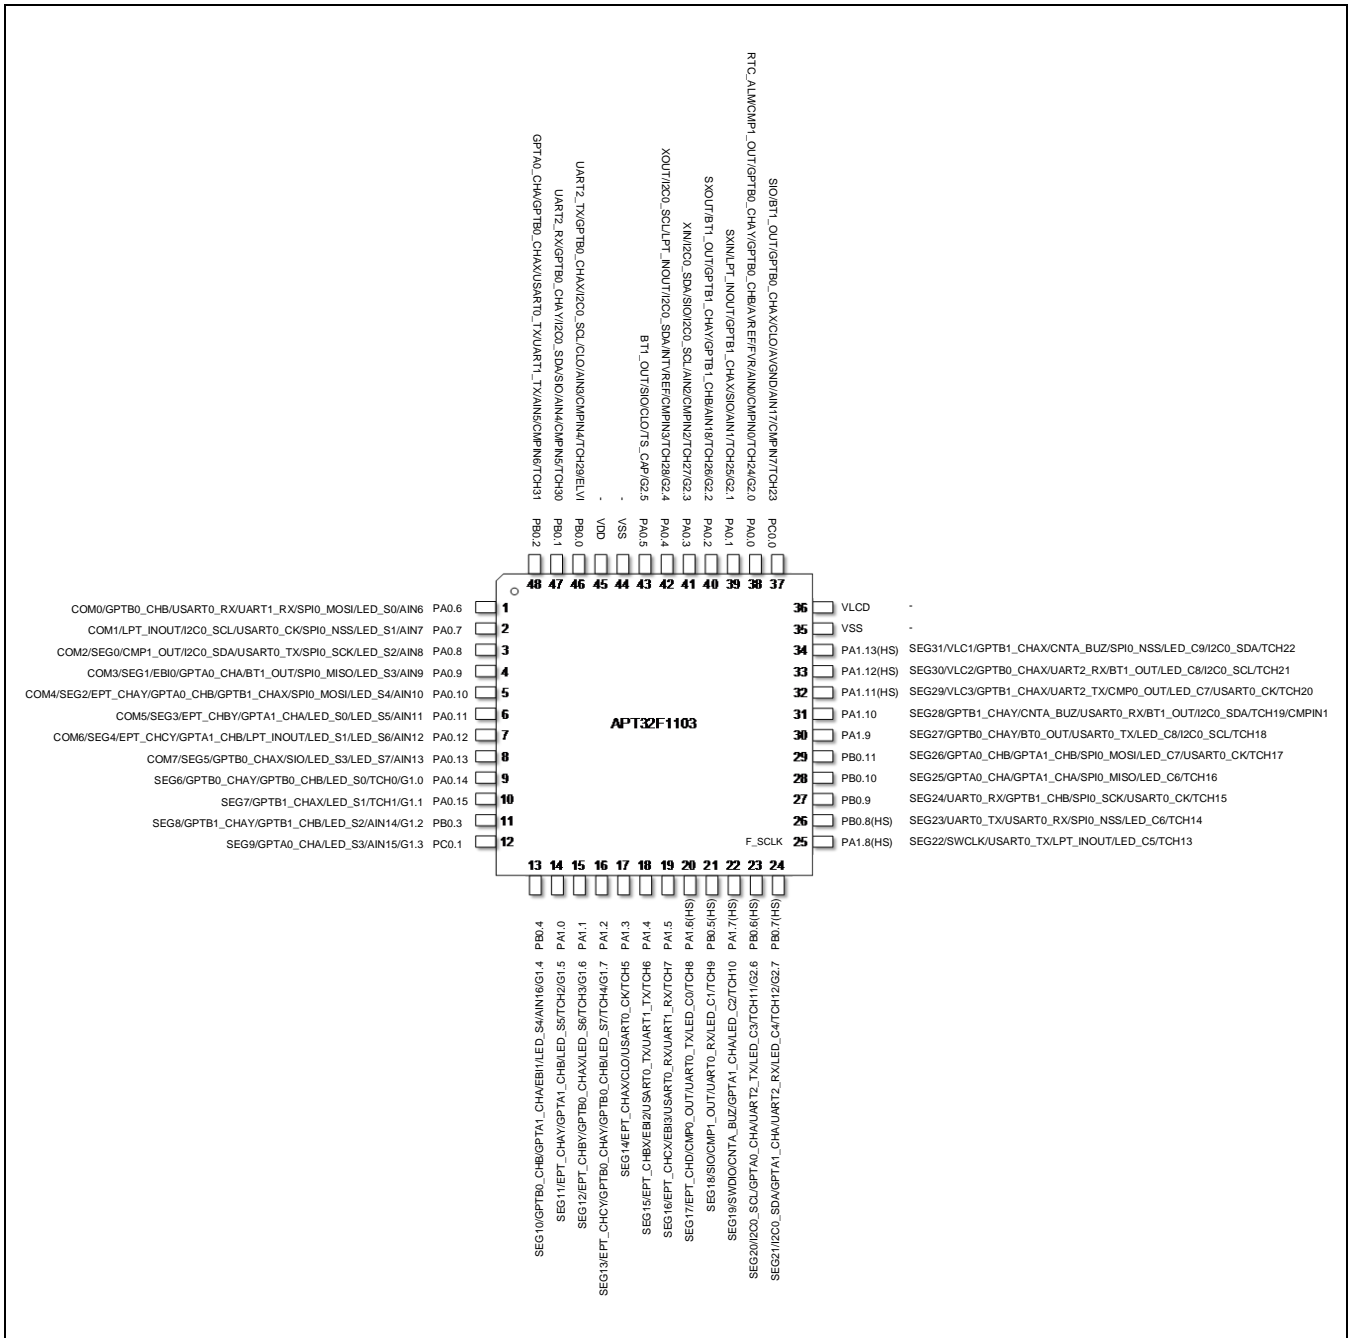 GPTA0_CHA/GPTB0_CHAX/USART0_TX/UART1_TX/AIN5/CMPIN6/TCH31 PB0.2 48
UART2_RX/GPTB0_CHAY/I2C0_SDA/SIO/AIN4/CMPIN5/TCH30 PB0.1 47
UART2_TX/GPTB0_CHAX/I2C0_SCL/CLO/AIN3/CMPIN4/TCH29/ELVI PB0.0 46
- VDD 45
- VSS 44
BT1_OUT/SIO/CLO/TS_CAP/G2.5 PA0.5 43
XOUT/I2C0_SCL/LPT_INOUT/I2C0_SDA/INTVREF/CMPIN3/TCH28/G2.4 PA0.4 42
XIN/I2C0_SDA/SIO/I2C0_SCL/AIN2/CMPIN2/TCH27/G2.3 PA0.3 41
SXOUT/BT1_OUT/GPTB1_CHAY/GPTB1_CHB/AIN18/TCH26/G2.2 PA0.2 40
SXIN/LPT_INOUT/GPTB1_CHAX/SIO/AIN1/TCH25/G2.1 PA0.1 39
RTC_ALM/CMP1_OUT/GPTB0_CHAY/GPTB0_CHB/AVREF/FVR/AIN0/CMPIN0/TCH24/G2.0 PA0.0 38
SIO/BT1_OUT/GPTB0_CHAX/CLO/AVGND/AIN17/CMPIN7/TCH23 PC0.0 37
COM0/GPTB0_CHB/USART0_RX/UART1_RX/SPI0_MOSI/LED_S0/AIN6 PA0.6 1
COM1/LPT_INOUT/I2C0_SCL/USART0_CK/SPI0_NSS/LED_S1/AIN7 PA0.7 2
COM2/SEG0/CMP1_OUT/I2C0_SDA/USART0_TX/SPI0_SCK/LED_S2/AIN8 PA0.8 3
COM3/SEG1/EBI0/GPTA0_CHA/BT1_OUT/SPI0_MISO/LED_S3/AIN9 PA0.9 4
COM4/SEG2/EPT_CHAY/GPTA0_CHB/GPTB1_CHAX/SPI0_MOSI/LED_S4/AIN10 PA0.10 5
COM5/SEG3/EPT_CHBY/GPTA1_CHA/LED_S0/LED_S5/AIN11 PA0.11 6
COM6/SEG4/EPT_CHCY/GPTA1_CHB/LPT_INOUT/LED_S1/LED_S6/AIN12 PA0.12 7
COM7/SEG5/GPTB0_CHAX/SIO/LED_S3/LED_S7/AIN13 PA0.13 8
SEG6/GPTB0_CHAY/GPTB0_CHB/LED_S0/TCH0/G1.0 PA0.14 9
SEG7/GPTB1_CHAX/LED_S1/TCH1/G1.1 PA0.15 10
SEG8/GPTB1_CHAY/GPTB1_CHB/LED_S2/AIN14/G1.2 PB0.3 11
SEG9/GPTA0_CHA/LED_S3/AIN15/G1.3 PC0.1 12
APT32F1103
36 VLCD -
35 VSS -
34 PA1.13(HS) SEG31/VLC1/GPTB1_CHAX/CNTA_BUZ/SPI0_NSS/LED_C9/I2C0_SDA/TCH22
33 PA1.12(HS) SEG30/VLC2/GPTB0_CHAX/UART2_RX/BT1_OUT/LED_C8/I2C0_SCL/TCH21
32 PA1.11(HS) SEG29/VLC3/GPTB1_CHAX/UART2_TX/CMP0_OUT/LED_C7/USART0_CK/TCH20
31 PA1.10 SEG28/GPTB1_CHAY/CNTA_BUZ/USART0_RX/BT1_OUT/I2C0_SDA/TCH19/CMPIN1
30 PA1.9 SEG27/GPTB0_CHAY/BT0_OUT/USART0_TX/LED_C8/I2C0_SCL/TCH18
29 PB0.11 SEG26/GPTA0_CHB/GPTA1_CHB/SPI0_MOSI/LED_C7/USART0_CK/TCH17
28 PB0.10 SEG25/GPTA0_CHA/GPTA1_CHA/SPI0_MISO/LED_C6/TCH16
27 PB0.9 SEG24/UART0_RX/GPTB1_CHB/SPI0_SCK/USART0_CK/TCH15
26 PB0.8(HS) SEG23/UART0_TX/USART0_RX/SPI0_NSS/LED_C6/TCH14
F_SCLK 25 PA1.8(HS) SEG22/SWCLK/USART0_TX/LPT_INOUT/LED_C5/TCH13
13 PB0.4 SEG10/GPTB0_CHB/GPTA1_CHA/EBI1/LED_S4/AIN16/G1.4
14 PA1.0 SEG11/EPT_CHAY/GPTA1_CHB/LED_S5/TCH2/G1.5
15 PA1.1 SEG12/EPT_CHBY/GPTB0_CHAX/LED_S6/TCH3/G1.6
16 PA1.2 SEG13/EPT_CHCY/GPTB0_CHAY/GPTB0_CHB/LED_S7/TCH4/G1.7
17 PA1.3 SEG14/EPT_CHAX/CLO/USART0_CK/TCH5
18 PA1.4 SEG15/EPT_CHBX/EBI2/USART0_TX/UART1_TX/TCH6
19 PA1.5 SEG16/EPT_CHCX/EBI3/USART0_RX/UART1_RX/TCH7
20 PA1.6(HS) SEG17/EPT_CHD/CMP0_OUT/UART0_TX/LED_C0/TCH8
21 PB0.5(HS) SEG18/SIO/CMP1_OUT/UART0_RX/LED_C1/TCH9
22 PA1.7(HS) SEG19/SWDIO/CNTA_BUZ/GPTA1_CHA/LED_C2/TCH10
23 PB0.6(HS) SEG20/I2C0_SCL/GPTA0_CHA/UART2_TX/LED_C3/TCH11/G2.6
24 PB0.7(HS) SEG21/I2C0_SDA/GPTA1_CHA/UART2_RX/LED_C4/TCH12/G2.7